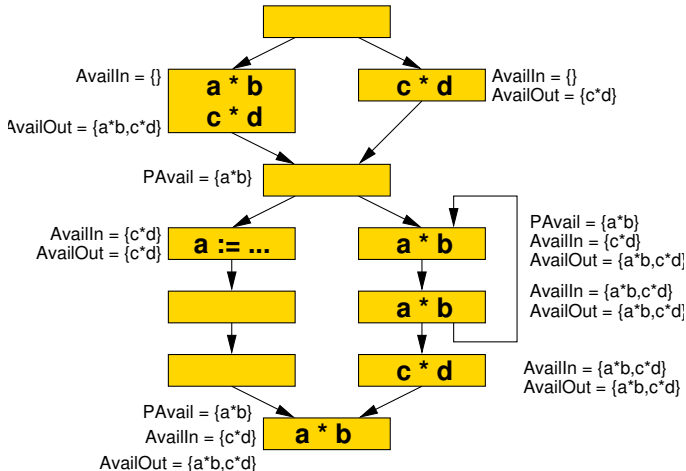 AvailIn = {}
a * b
c * d
AvailOut = {a*b,c*d}
c * d
AvailIn = {}
AvailOut = {c*d}
PAvail = {a*b}
AvailIn = {c*d}
AvailOut = {c*d}
a := ...
a * b
PAvail = {a*b}
AvailIn = {c*d}
AvailOut = {a*b,c*d}
a * b
AvailIn = {a*b,c*d}
AvailOut = {a*b,c*d}
c * d
AvailIn = {a*b,c*d}
AvailOut = {a*b,c*d}
PAvail = {a*b}
AvailIn = {c*d}
a * b
AvailOut = {a*b,c*d}